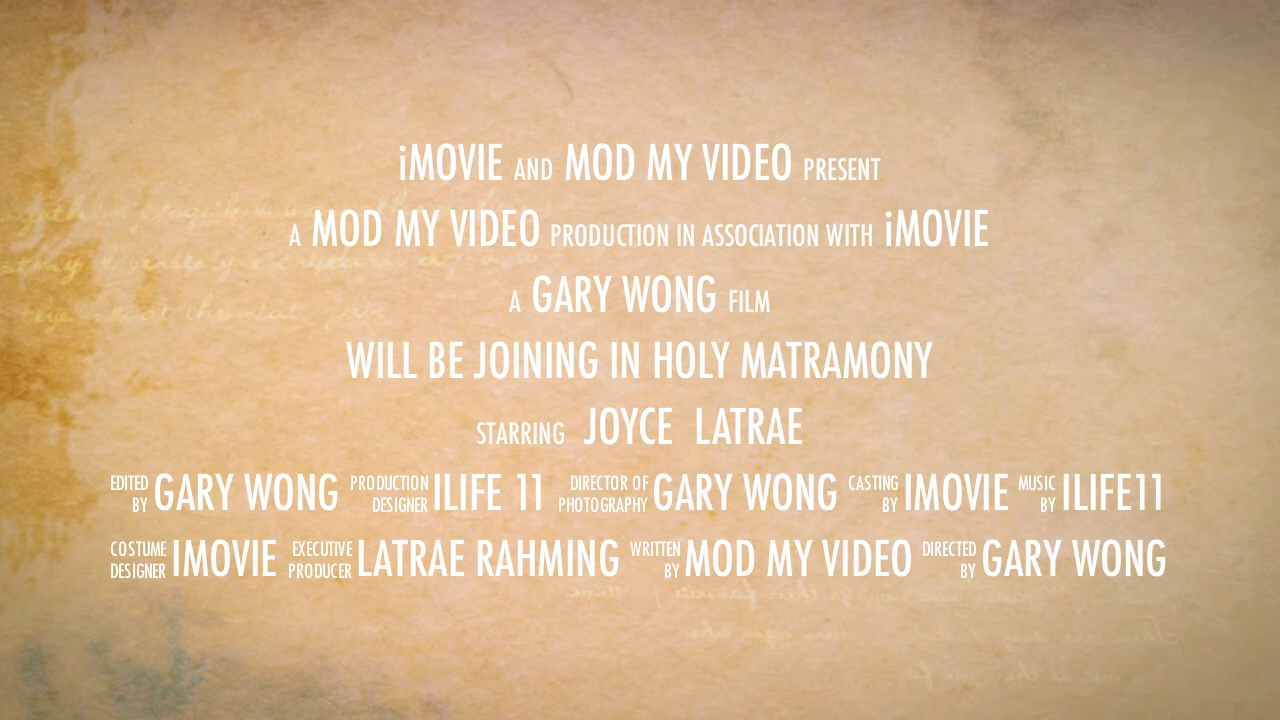 iMOVIE AND MOD MY VIDEO PRESENT
A MOD MY VIDEO PRODUCTION IN ASSOCIATION WITH iMOVIE
A GARY WONG FILM
WILL BE JOINING IN HOLY MATRAMONY
STARRING JOYCE LATRAE
EDITED BY GARY WONG PRODUCTION DESIGNER ILIFE 11 DIRECTOR OF PHOTOGRAPHY GARY WONG CASTING BY IMOVIE MUSIC BY ILIFE11
COSTUME DESIGNER IMOVIE EXECUTIVE PRODUCER LATRAE RAHMING WRITTEN BY MOD MY VIDEO DIRECTED BY GARY WONG